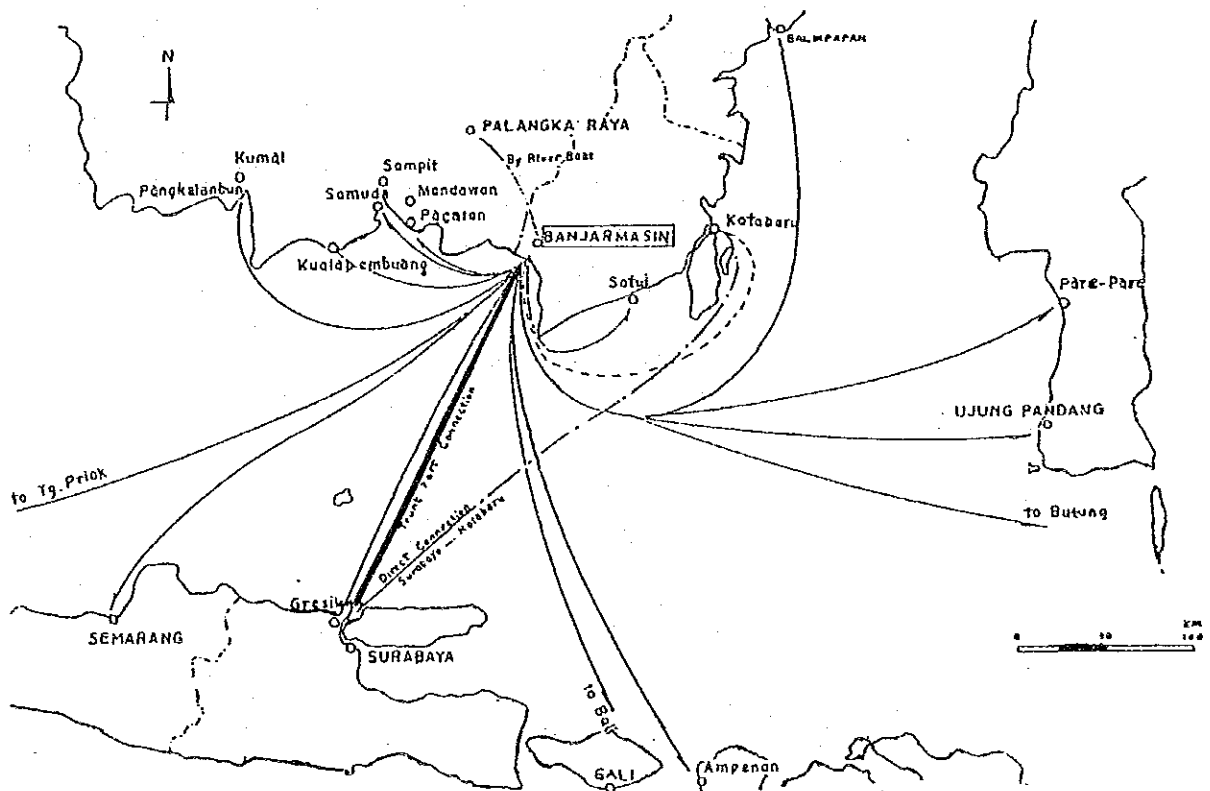 BALIKPAPAN
N
PALANGKA RAYA
By River Boat
Kumai
Sampit
Pangkalanbun
Samuda
Mandawan
Pagatan
Kotabaru
BANJARMASIN
Kuala Pembuang
Satui
Pare-Pare
UJUNG PANDANG
Trunk Port Connection
to Tg. Priok
to Butung
Direct Connection
Surabaya - Kotabaru
Gresik
km
0 50 100
SEMARANG
SURABAYA
to Bali
BALI
Ampenan